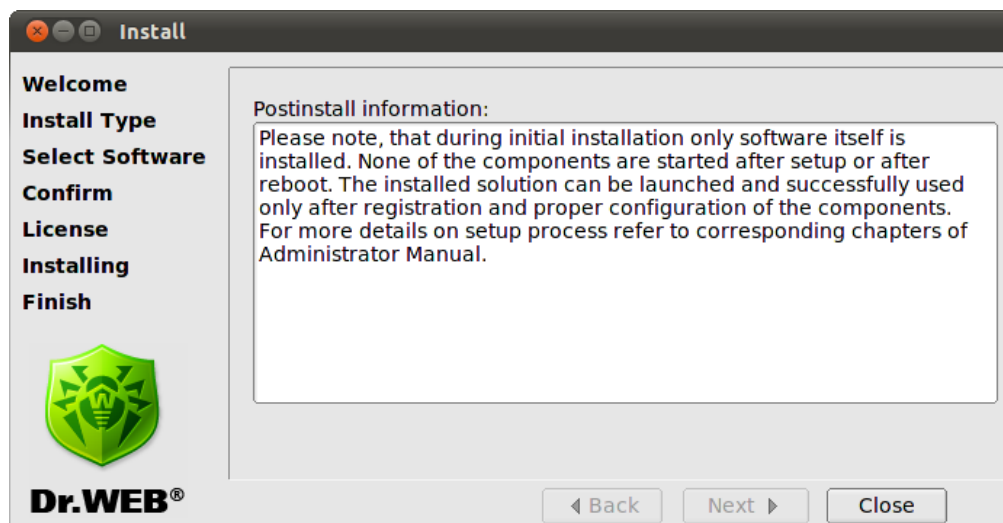 Install
Welcome
Install Type
Select Software
Confirm
License
Installing
Finish
Dr.WEB®
Postinstall information:
Please note, that during initial installation only software itself is
installed. None of the components are started after setup or after
reboot. The installed solution can be launched and successfully used
only after registration and proper configuration of the components.
For more details on setup process refer to corresponding chapters of
Administrator Manual.
Back
Next
Close